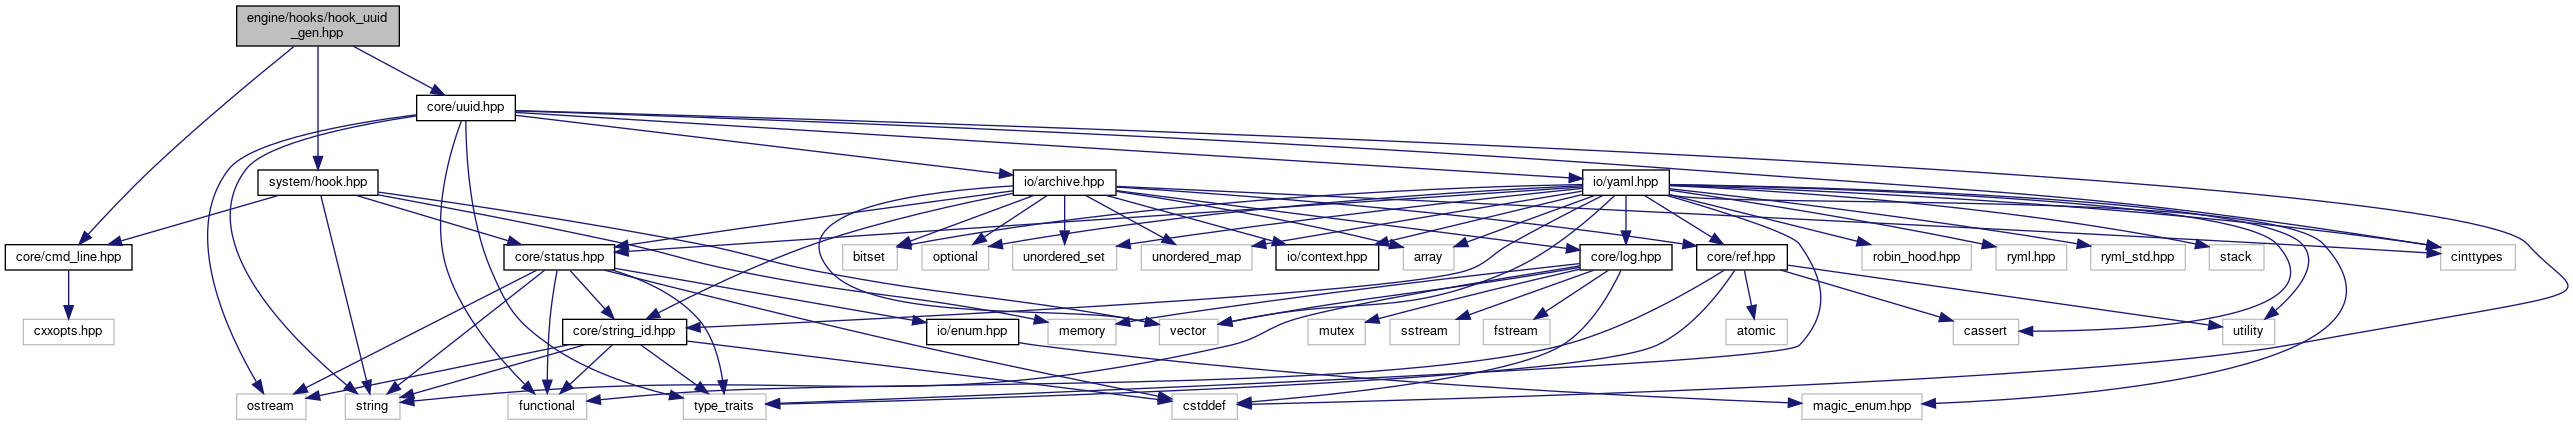 engine/hooks/hook_uuid
_gen.hpp
core/uuid.hpp
system/hook.hpp
io/archive.hpp
io/yaml.hpp
core/cmd_line.hpp
core/status.hpp
bitset
optional
unordered_set
unordered_map
io/context.hpp
array
core/log.hpp
core/ref.hpp
robin_hood.hpp
ryml.hpp
ryml_std.hpp
stack
cinttypes
cxxopts.hpp
core/string_id.hpp
io/enum.hpp
memory
vector
mutex
sstream
fstream
atomic
cassert
utility
ostream
string
functional
type_traits
cstddef
magic_enum.hpp